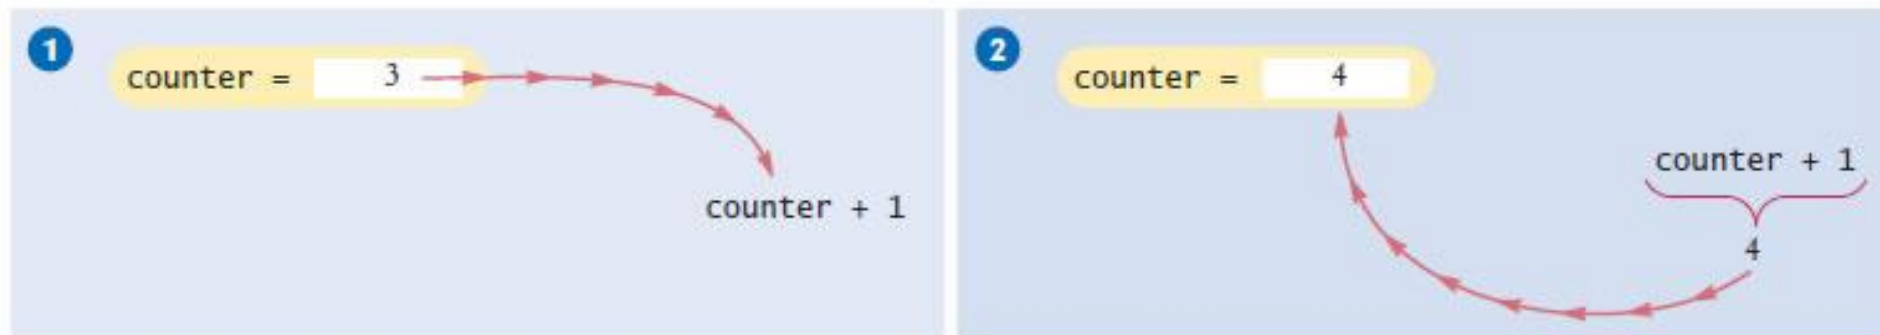 1
counter = 3
counter + 1
2
counter = 4
counter + 1
4